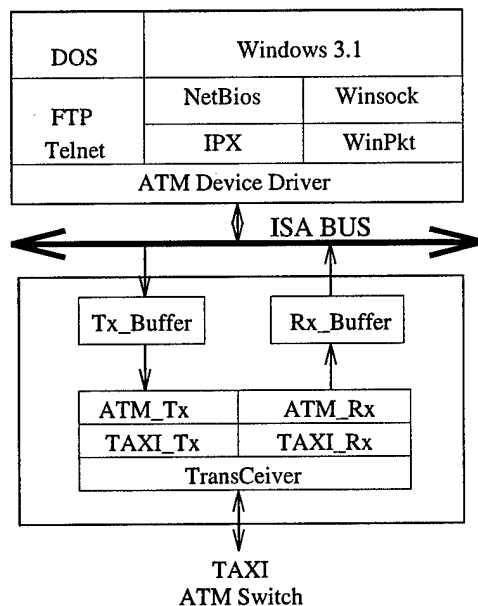 DOS
Windows 3.1
FTP
Telnet
NetBios
Winsock
IPX
WinPkt
ATM Device Driver
ISA BUS
Tx_Buffer
Rx_Buffer
ATM_Tx
ATM_Rx
TAXI_Tx
TAXI_Rx
TransCeiver
TAXI
ATM Switch